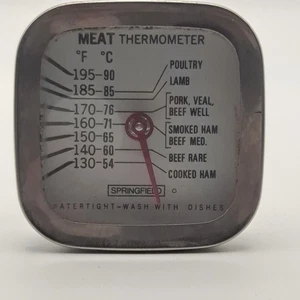 MEAT THERMOMETER
°F °C
195-90 POULTRY
185-85 LAMB
170-76 PORK, VEAL, BEEF WELL
160-71 SMOKED HAM
150-65 BEEF MED.
140-60 BEEF RARE
130-54 COOKED HAM
SPRINGFIELD
WATERTIGHT-WASH WITH DISHES